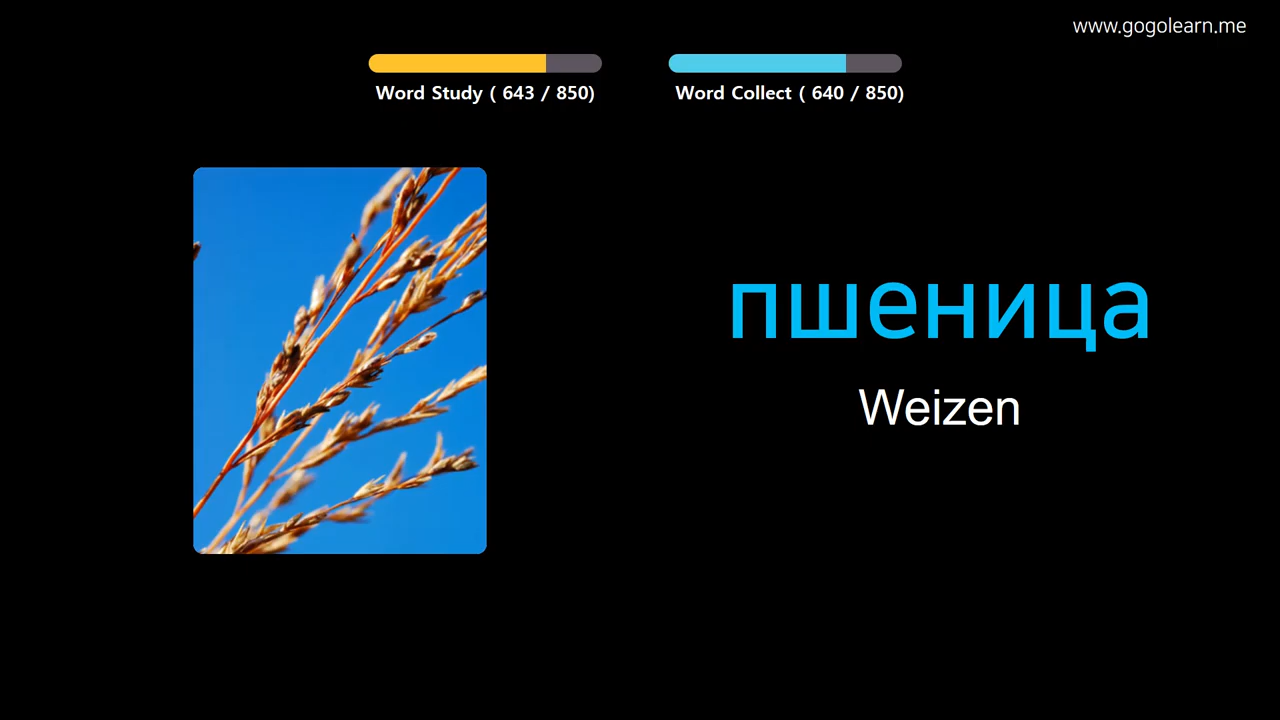 www.gogolearn.me
Word Study ( 643 / 850)
Word Collect ( 640 / 850)
пшеница
Weizen